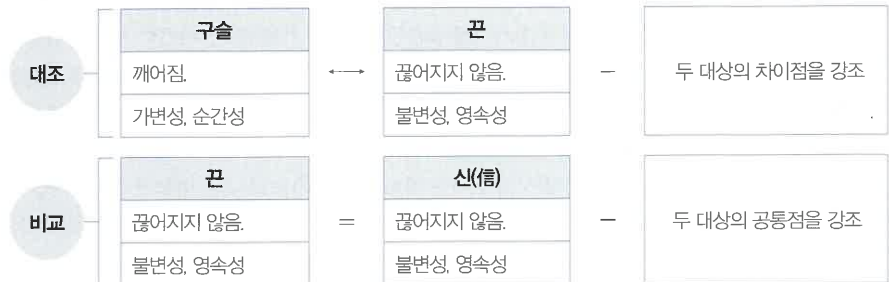 대조
구슬
깨어짐.
가변성, 순간성
↔
끈
끊어지지 않음.
불변성, 영속성
–
두 대상의 차이점을 강조
비교
끈
끊어지지 않음.
불변성, 영속성
=
신(信)
끊어지지 않음.
불변성, 영속성
–
두 대상의 공통점을 강조